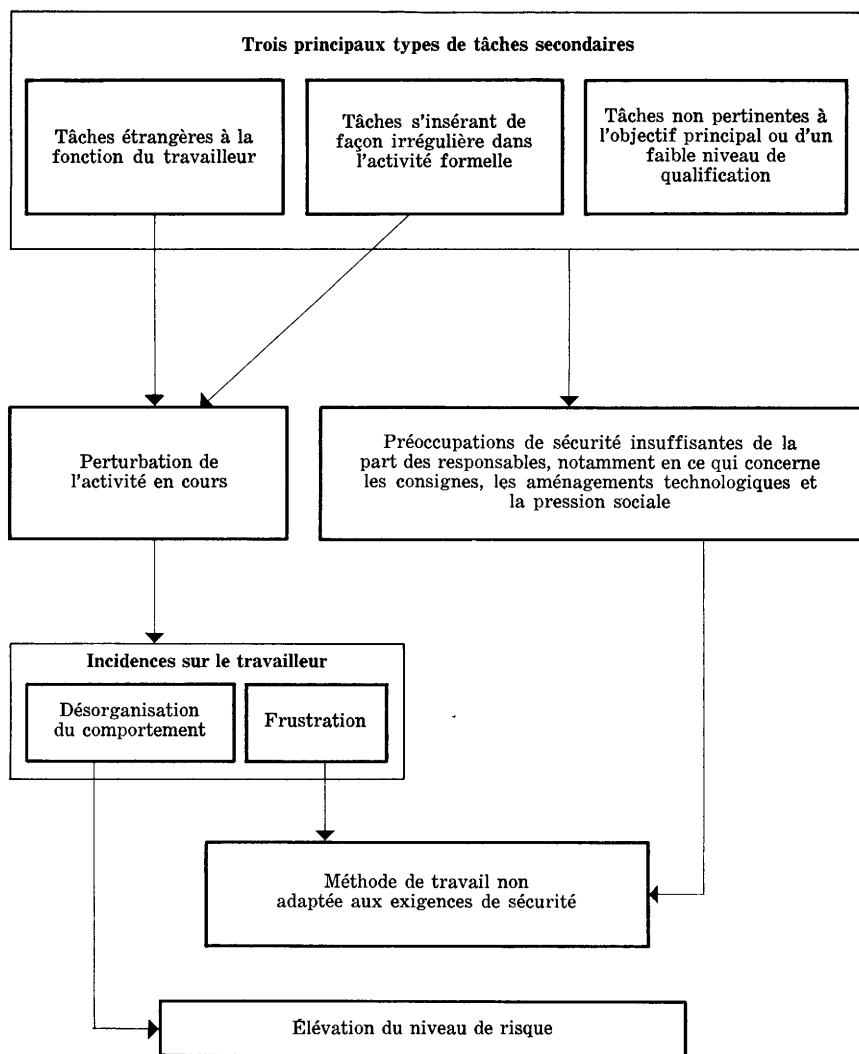 Trois principaux types de tâches secondaires
Tâches étrangères à la
fonction du travailleur
Tâches s'insérant de
façon irrégulière dans
l'activité formelle
Tâches non pertinentes à
l'objectif principal ou d'un
faible niveau de
qualification
Perturbation de
l'activité en cours
Préoccupations de sécurité insuffisantes de la
part des responsables, notamment en ce qui concerne
les consignes, les aménagements technologiques et
la pression sociale
Incidences sur le travailleur
Désorganisation
du comportement
Frustration
Méthode de travail non
adaptée aux exigences de sécurité
Élévation du niveau de risque